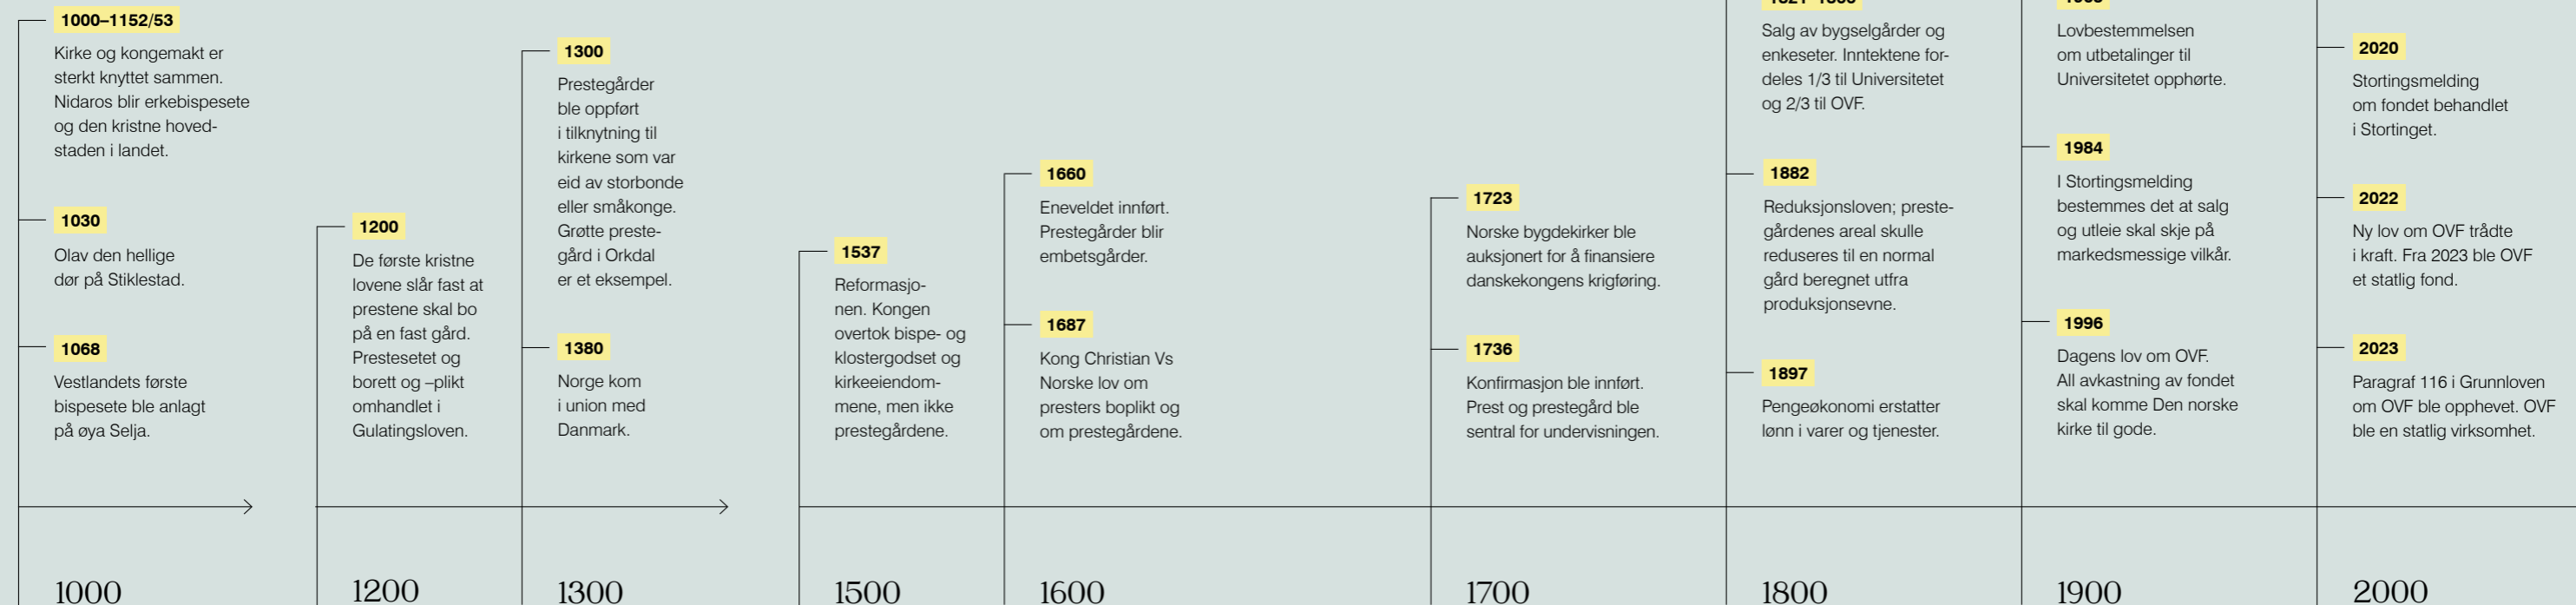 1000–1152/53
Kirke og kongemakt er
sterkt knyttet sammen.
Nidaros blir erkebispesete
og den kristne hoved-
staden i landet.
1030
Olav den hellige
dør på Stiklestad.
1068
Vestlandets første
bispesete ble anlagt
på øya Selja.
1000
1200
De første kristne
lovene slår fast at
prestene skal bo
på en fast gård.
Prestesetet og
borett og –plikt
omhandlet i
Gulatingsloven.
1200
1300
Prestegårder
ble oppført
i tilknytning til
kirkene som var
eid av storbonde
eller småkonge.
Grøtte preste-
gård i Orkdal
er et eksempel.
1380
Norge kom
i union med
Danmark.
1300
1537
Reformasjo-
nen. Kongen
overtok bispe- og
klostergodset og
kirkeeiendom-
mene, men ikke
prestegårdene.
1500
1660
Eneveldet innført.
Prestegårder blir
embetsgårder.
1687
Kong Christian Vs
Norske lov om
presters boplikt og
om prestegårdene.
1600
1723
Norske bygdekirker ble
auksjonert for å finansiere
danskekongens krigføring.
1736
Konfirmasjon ble innført.
Prest og prestegård ble
sentral for undervisningen.
1700
Salg av bygselgårder og
enkeseter. Inntektene for-
deles 1/3 til Universitetet
og 2/3 til OVF.
1882
Reduksjonsloven; preste-
gårdenes areal skulle
reduseres til en normal
gård beregnet utfra
produksjonsevne.
1897
Pengeøkonomi erstatter
lønn i varer og tjenester.
1800
Lovbestemmelsen
om utbetalinger til
Universitetet opphørte.
1984
I Stortingsmelding
bestemmes det at salg
og utleie skal skje på
markedsmessige vilkår.
1996
Dagens lov om OVF.
All avkastning av fondet
skal komme Den norske
kirke til gode.
1900
2020
Stortingsmelding
om fondet behandlet
i Stortinget.
2022
Ny lov om OVF trådte
i kraft. Fra 2023 ble OVF
et statlig fond.
2023
Paragraf 116 i Grunnloven
om OVF ble opphevet. OVF
ble en statlig virksomhet.
2000